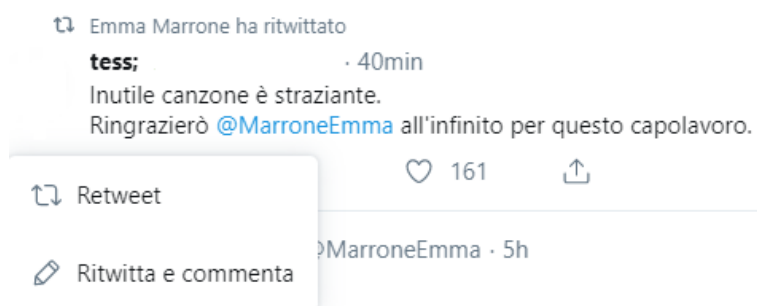 Emma Marrone ha ritwittato
tess; · 40min
Inutile canzone è straziante.
Ringrazierò @MarroneEmma all'infinito per questo capolavoro.
161
Retweet
@MarroneEmma · 5h
Ritwitta e commenta